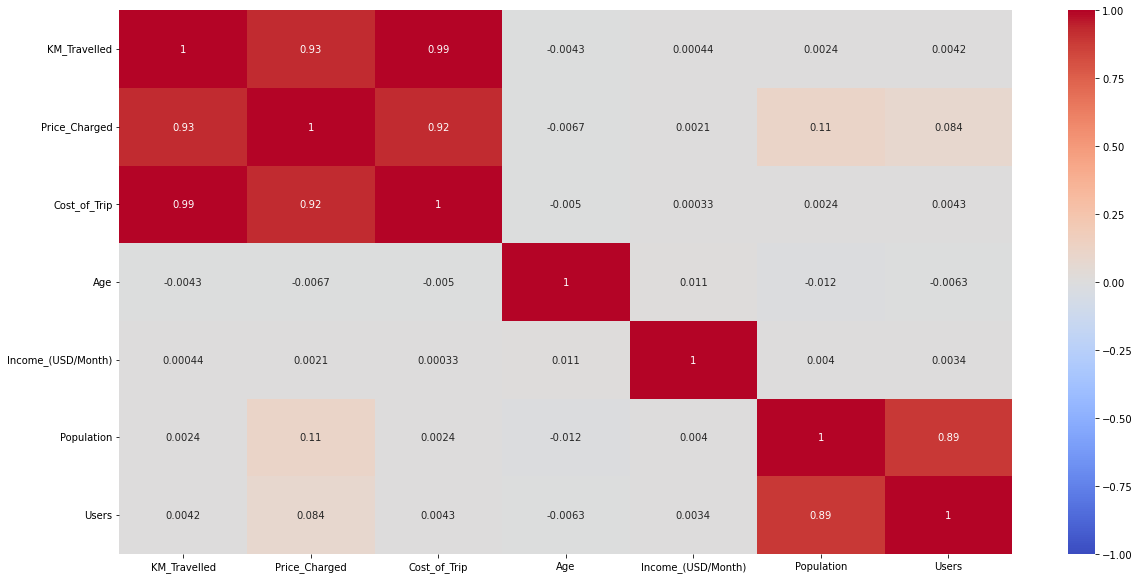 KM_Travelled 1 0.93 0.99 -0.0043 0.00044 0.0024 0.0042
Price_Charged 0.93 1 0.92 -0.0067 0.0021 0.11 0.084
Cost_of_Trip 0.99 0.92 1 -0.005 0.00033 0.0024 0.0043
Age -0.0043 -0.0067 -0.005 1 0.011 -0.012 -0.0063
Income_(USD/Month) 0.00044 0.0021 0.00033 0.011 1 0.004 0.0034
Population 0.0024 0.11 0.0024 -0.012 0.004 1 0.89
Users 0.0042 0.084 0.0043 -0.0063 0.0034 0.89 1
KM_Travelled Price_Charged Cost_of_Trip Age Income_(USD/Month) Population Users
1.00
0.75
0.50
0.25
0.00
−0.25
−0.50
−0.75
−1.00